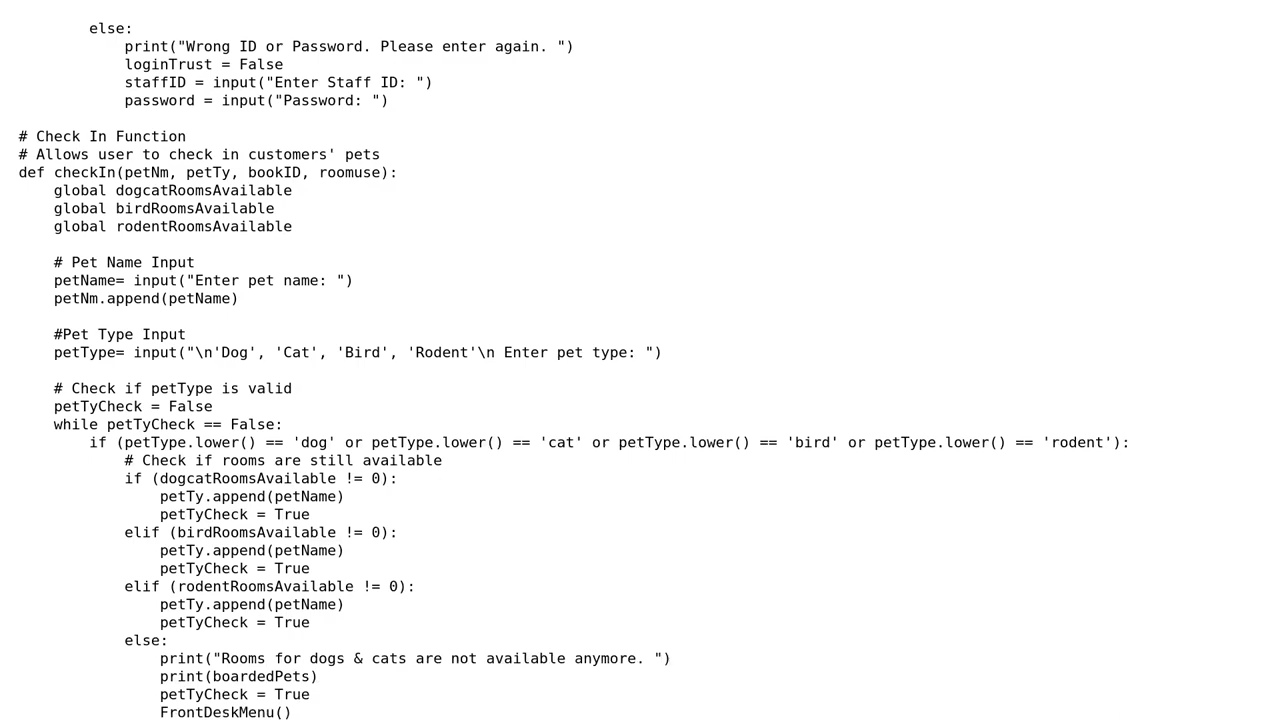 else:
            print("Wrong ID or Password. Please enter again. ")
            loginTrust = False
            staffID = input("Enter Staff ID: ")
            password = input("Password: ")

# Check In Function
# Allows user to check in customers' pets
def checkIn(petNm, petTy, bookID, roomuse):
    global dogcatRoomsAvailable
    global birdRoomsAvailable
    global rodentRoomsAvailable

    # Pet Name Input
    petName= input("Enter pet name: ")
    petNm.append(petName)

    #Pet Type Input
    petType= input("\n'Dog', 'Cat', 'Bird', 'Rodent'\n Enter pet type: ")

    # Check if petType is valid
    petTyCheck = False
    while petTyCheck == False:
        if (petType.lower() == 'dog' or petType.lower() == 'cat' or petType.lower() == 'bird' or petType.lower() == 'rodent'):
            # Check if rooms are still available
            if (dogcatRoomsAvailable != 0):
                petTy.append(petName)
                petTyCheck = True
            elif (birdRoomsAvailable != 0):
                petTy.append(petName)
                petTyCheck = True
            elif (rodentRoomsAvailable != 0):
                petTy.append(petName)
                petTyCheck = True
            else:
                print("Rooms for dogs & cats are not available anymore. ")
                print(boardedPets)
                petTyCheck = True
                FrontDeskMenu()